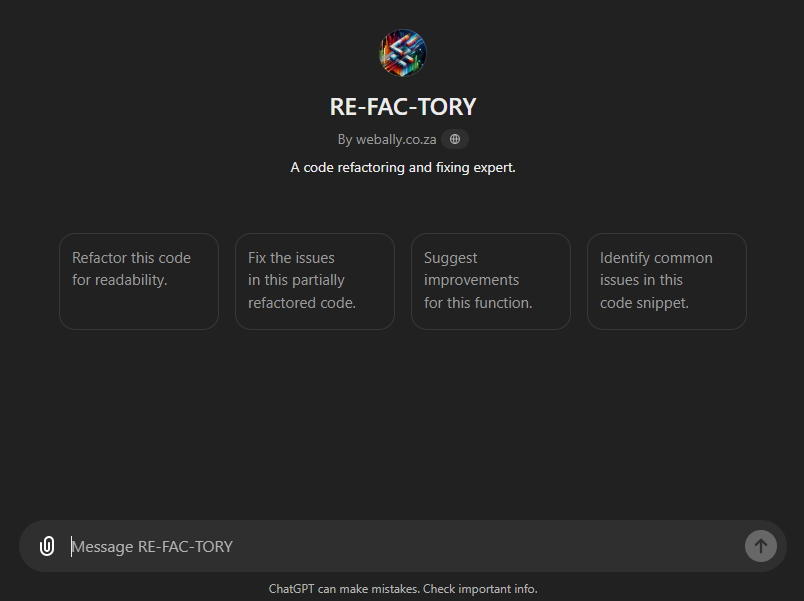 RE-FAC-TORY
By webally.co.za
A code refactoring and fixing expert.
Refactor this code
for readability.
Fix the issues
in this partially
refactored code.
Suggest
improvements
for this function.
Identify common
issues in this
code snippet.
Message RE-FAC-TORY
ChatGPT can make mistakes. Check important info.